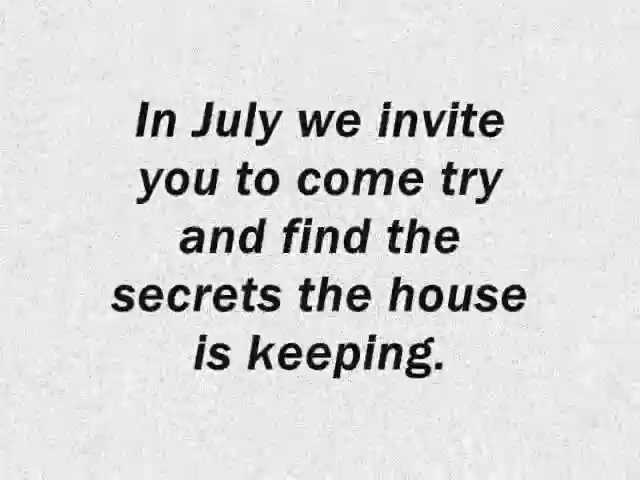 In July we invite
you to come try
and find the
secrets the house
is keeping.